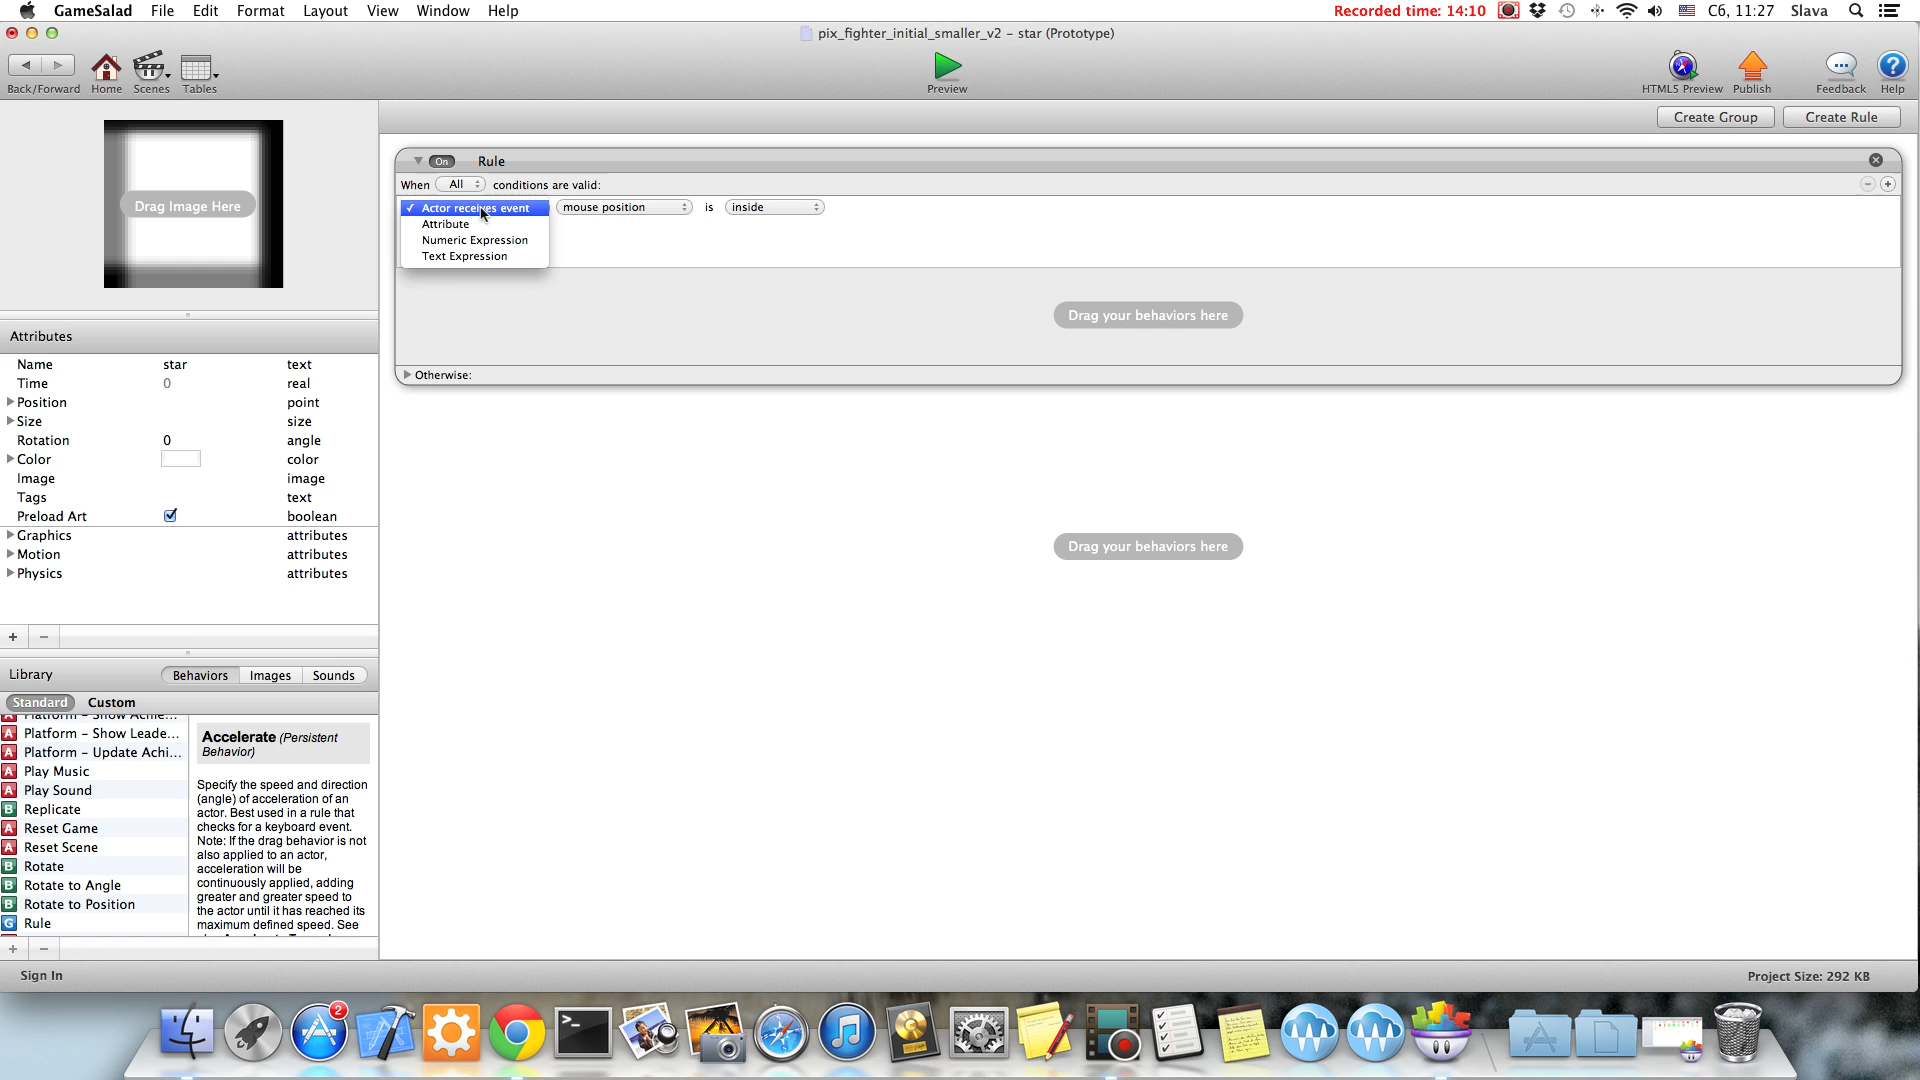 GameSalad File Edit Format Layout View Window Help
Recorded time: 14:10 C6, 11:27 Slava
pix_fighter_initial_smaller_v2 – star (Prototype)
Back/Forward Home Scenes Tables Preview HTML5 Preview Publish Feedback Help
Create Group Create Rule
Drag Image Here
On Rule
When All conditions are valid:
✓ Actor receives event mouse position is inside
Attribute
Numeric Expression
Text Expression
Drag your behaviors here
Otherwise:
Drag your behaviors here
Attributes
Name star text
Time 0 real
Position point
Size size
Rotation 0 angle
Color color
Image image
Tags text
Preload Art boolean
Graphics attributes
Motion attributes
Physics attributes
+ −
Library Behaviors Images Sounds
Standard Custom
A Platform – Show Achie...
A Platform – Show Leade...
A Platform – Update Achi...
A Play Music
A Play Sound
B Replicate
A Reset Game
A Reset Scene
B Rotate
B Rotate to Angle
B Rotate to Position
G Rule
Accelerate (Persistent
Behavior)
Specify the speed and direction
(angle) of acceleration of an
actor. Best used in a rule that
checks for a keyboard event.
Note: If the drag behavior is not
also applied to an actor,
acceleration will be
continuously applied, adding
greater and greater speed to
the actor until it has reached its
maximum defined speed. See
+ −
Sign In Project Size: 292 KB
2